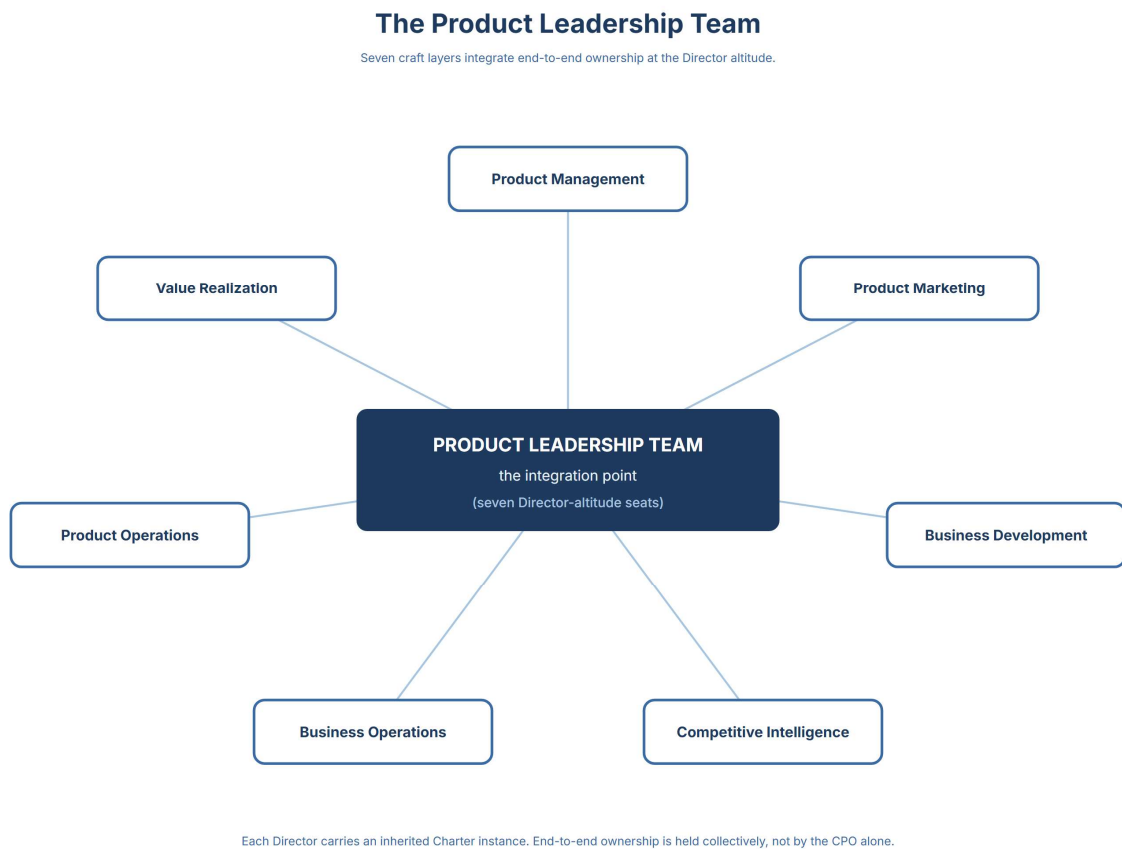 The Product Leadership Team
Seven craft layers integrate end-to-end ownership at the Director altitude.
Product Management
Value Realization
Product Marketing
PRODUCT LEADERSHIP TEAM
the integration point
(seven Director-altitude seats)
Product Operations
Business Development
Business Operations
Competitive Intelligence
Each Director carries an inherited Charter instance. End-to-end ownership is held collectively, not by the CPO alone.